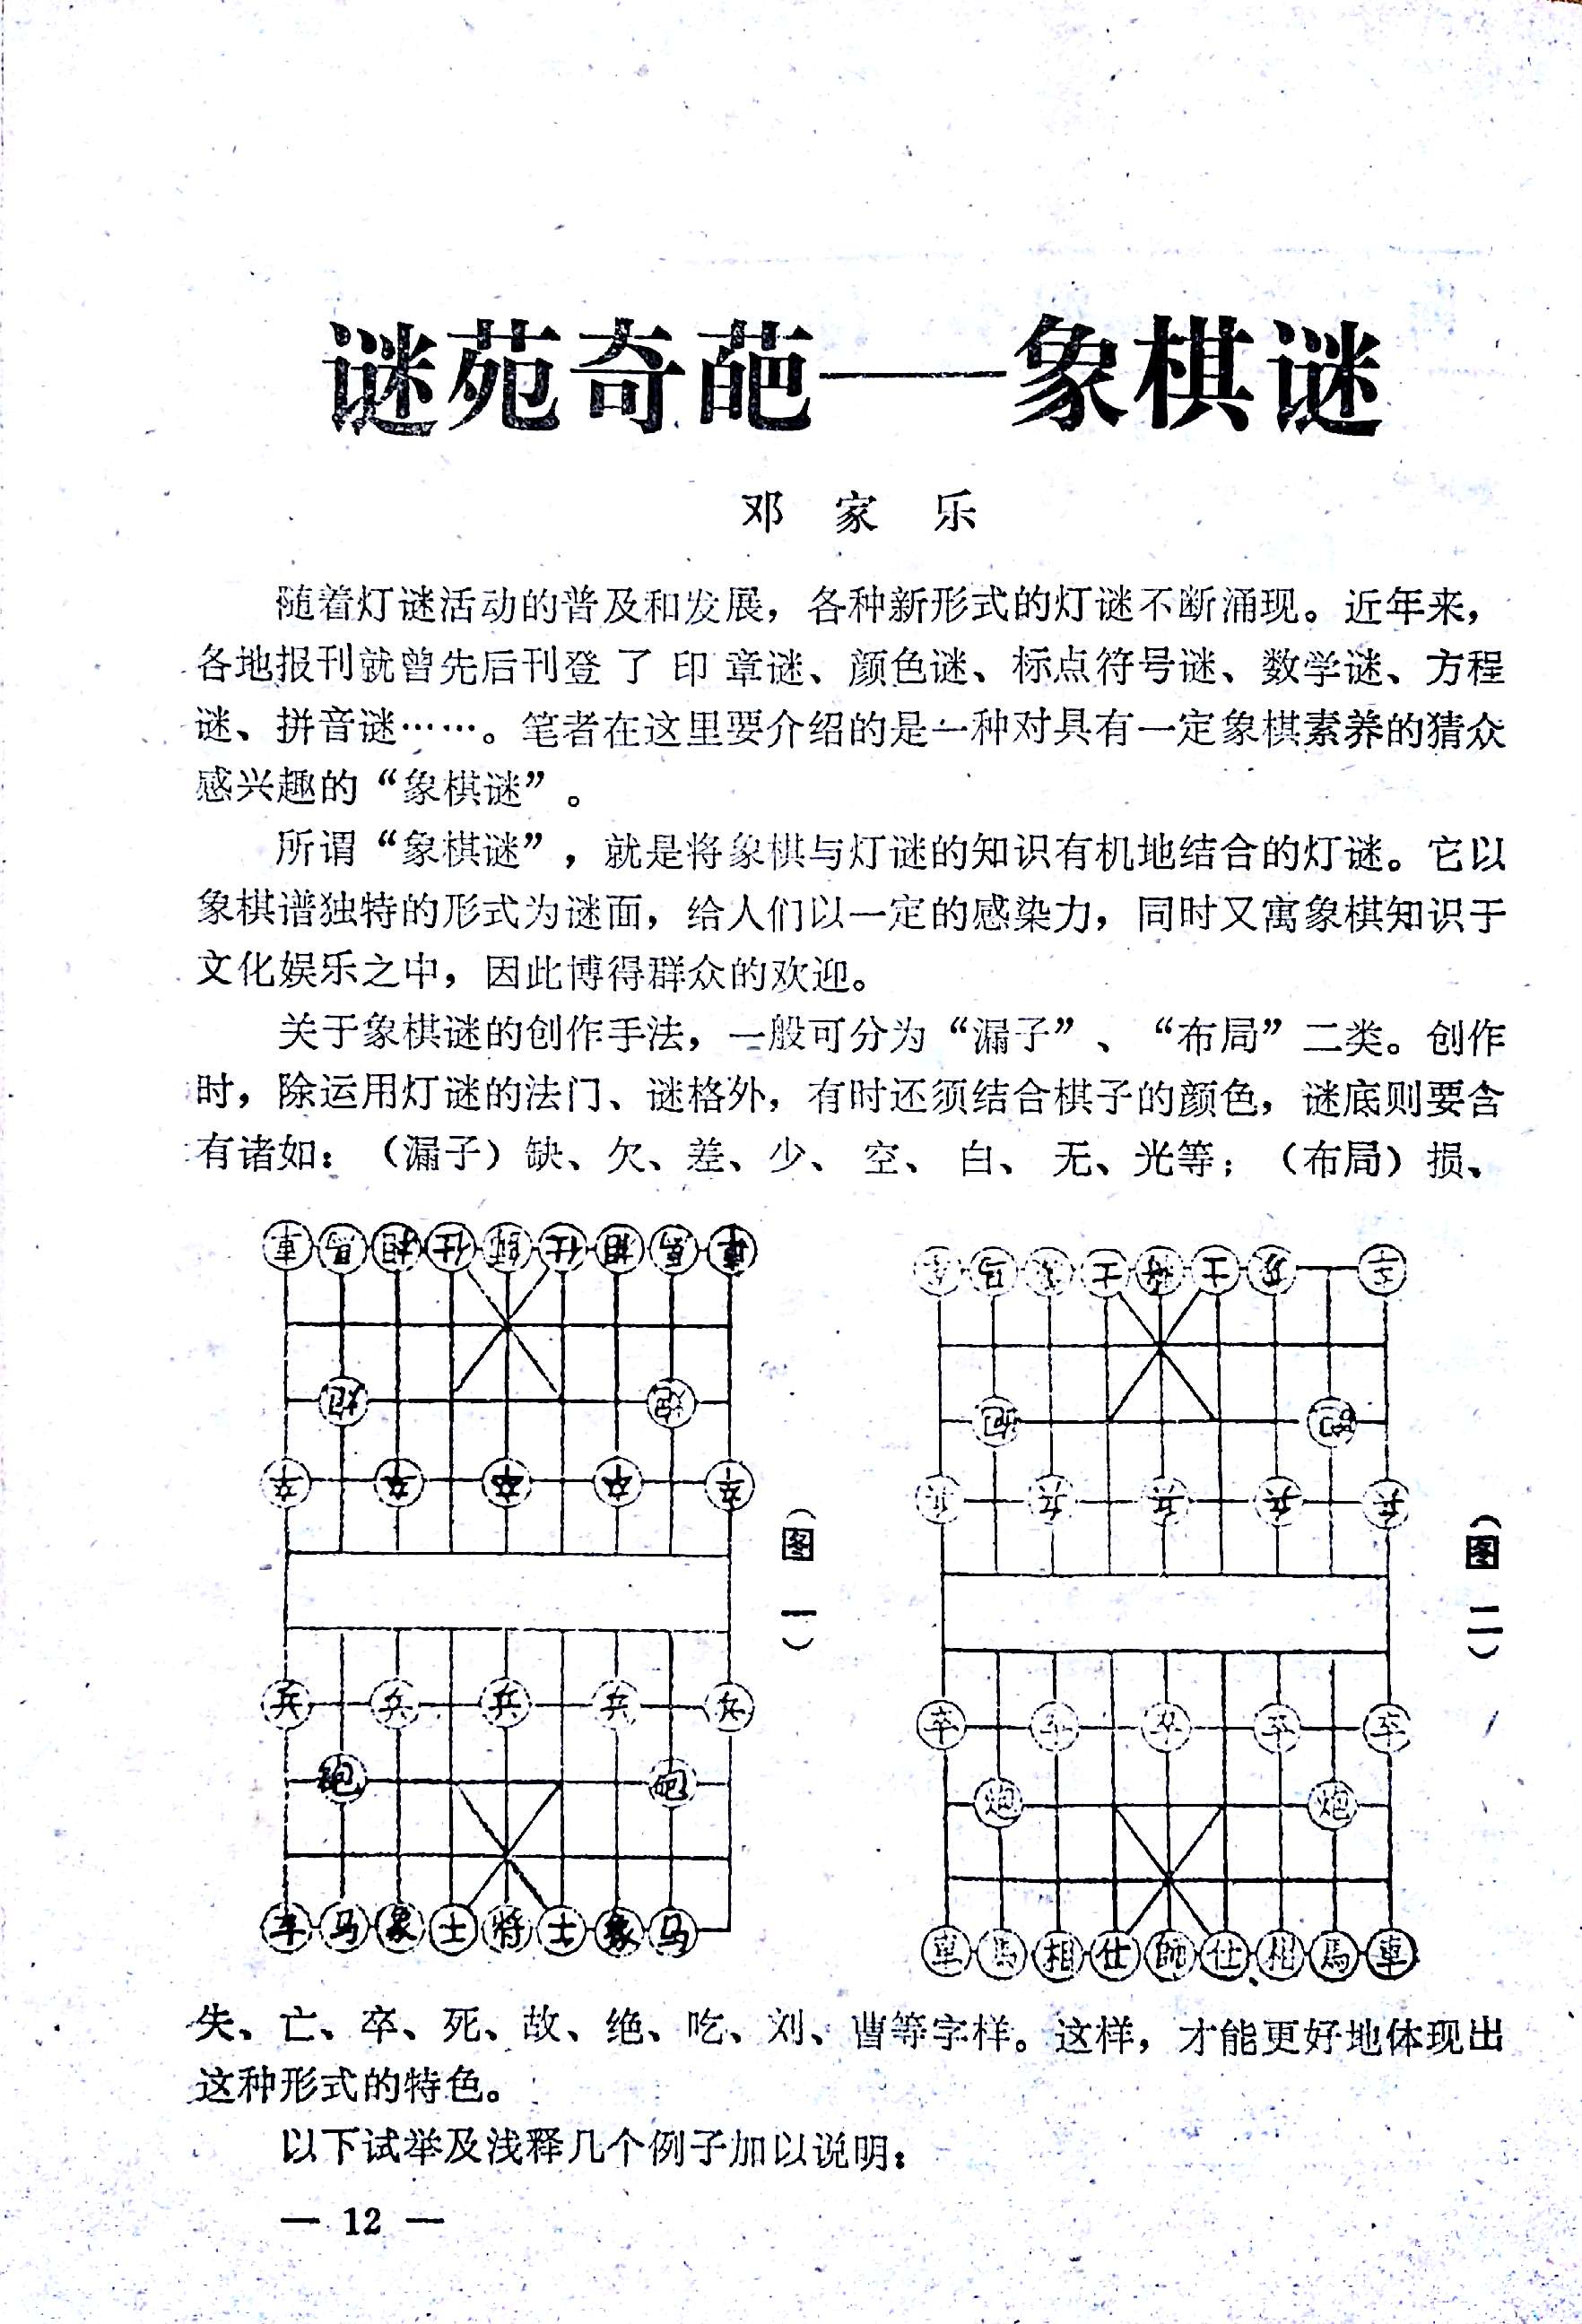 谜苑奇葩——象棋谜
邓 家 乐
随着灯谜活动的普及和发展，各种新形式的灯谜不断涌现。近年来，
各地报刊就曾先后刊登了印章谜、颜色谜、标点符号谜、数学谜、方程
谜、拼音谜……。笔者在这里要介绍的是一种对具有一定象棋素养的猜众
感兴趣的“象棋谜”。
所谓“象棋谜”，就是将象棋与灯谜的知识有机地结合的灯谜。它以
象棋谱独特的形式为谜面，给人们以一定的感染力，同时又寓象棋知识于
文化娱乐之中，因此博得群众的欢迎。
关于象棋谜的创作手法，一般可分为“漏子”、“布局”二类。创作
时，除运用灯谜的法门、谜格外，有时还须结合棋子的颜色，谜底则要含
有诸如：（漏子）缺、欠、差、少、空、白、无、光等；（布局）损、
兵 兵 兵 兵 兵
砲 砲
车 马 象 士 将 士 象 马
（图一）
卒 卒 卒 卒 卒
炮 炮
車 馬 相 仕 帥 仕 相 馬 車
（图二）
失、亡、卒、死、故、绝、吃、刘、曹等字样。这样，才能更好地体现出
这种形式的特色。
以下试举及浅释几个例子加以说明：
— 12 —